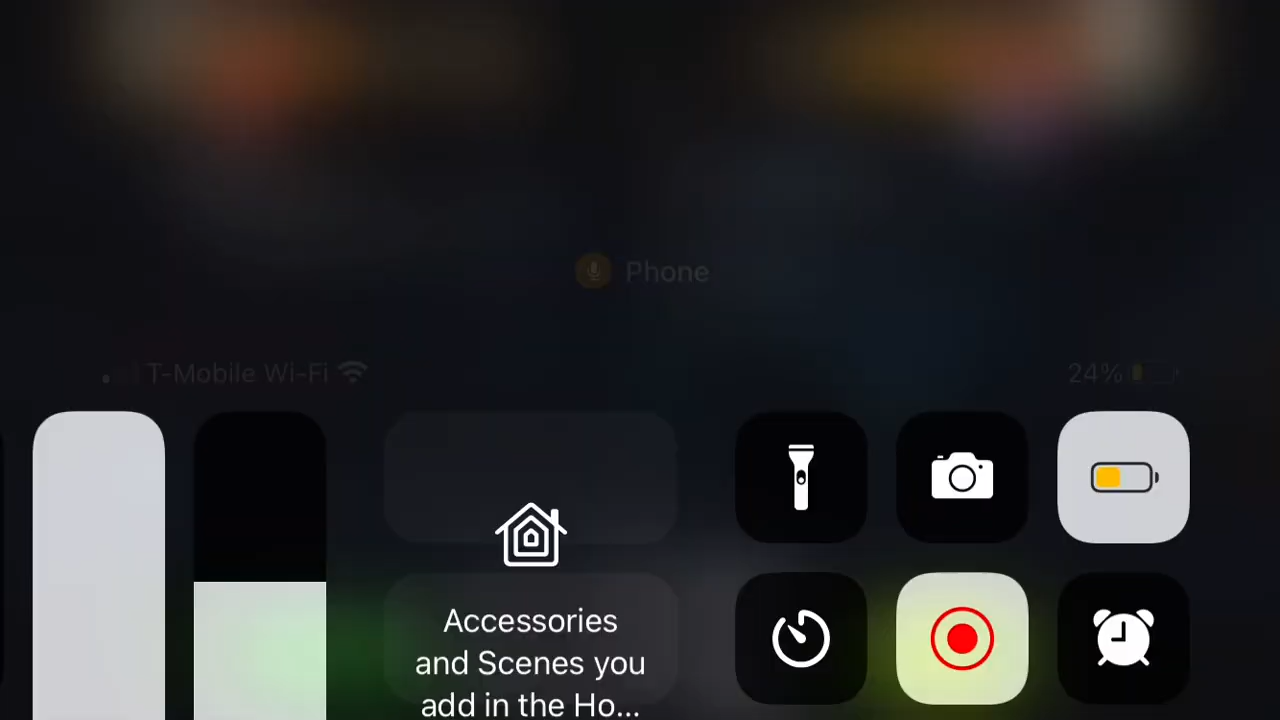 Phone
T-Mobile Wi-Fi
24%
Accessories
and Scenes you
add in the Ho...